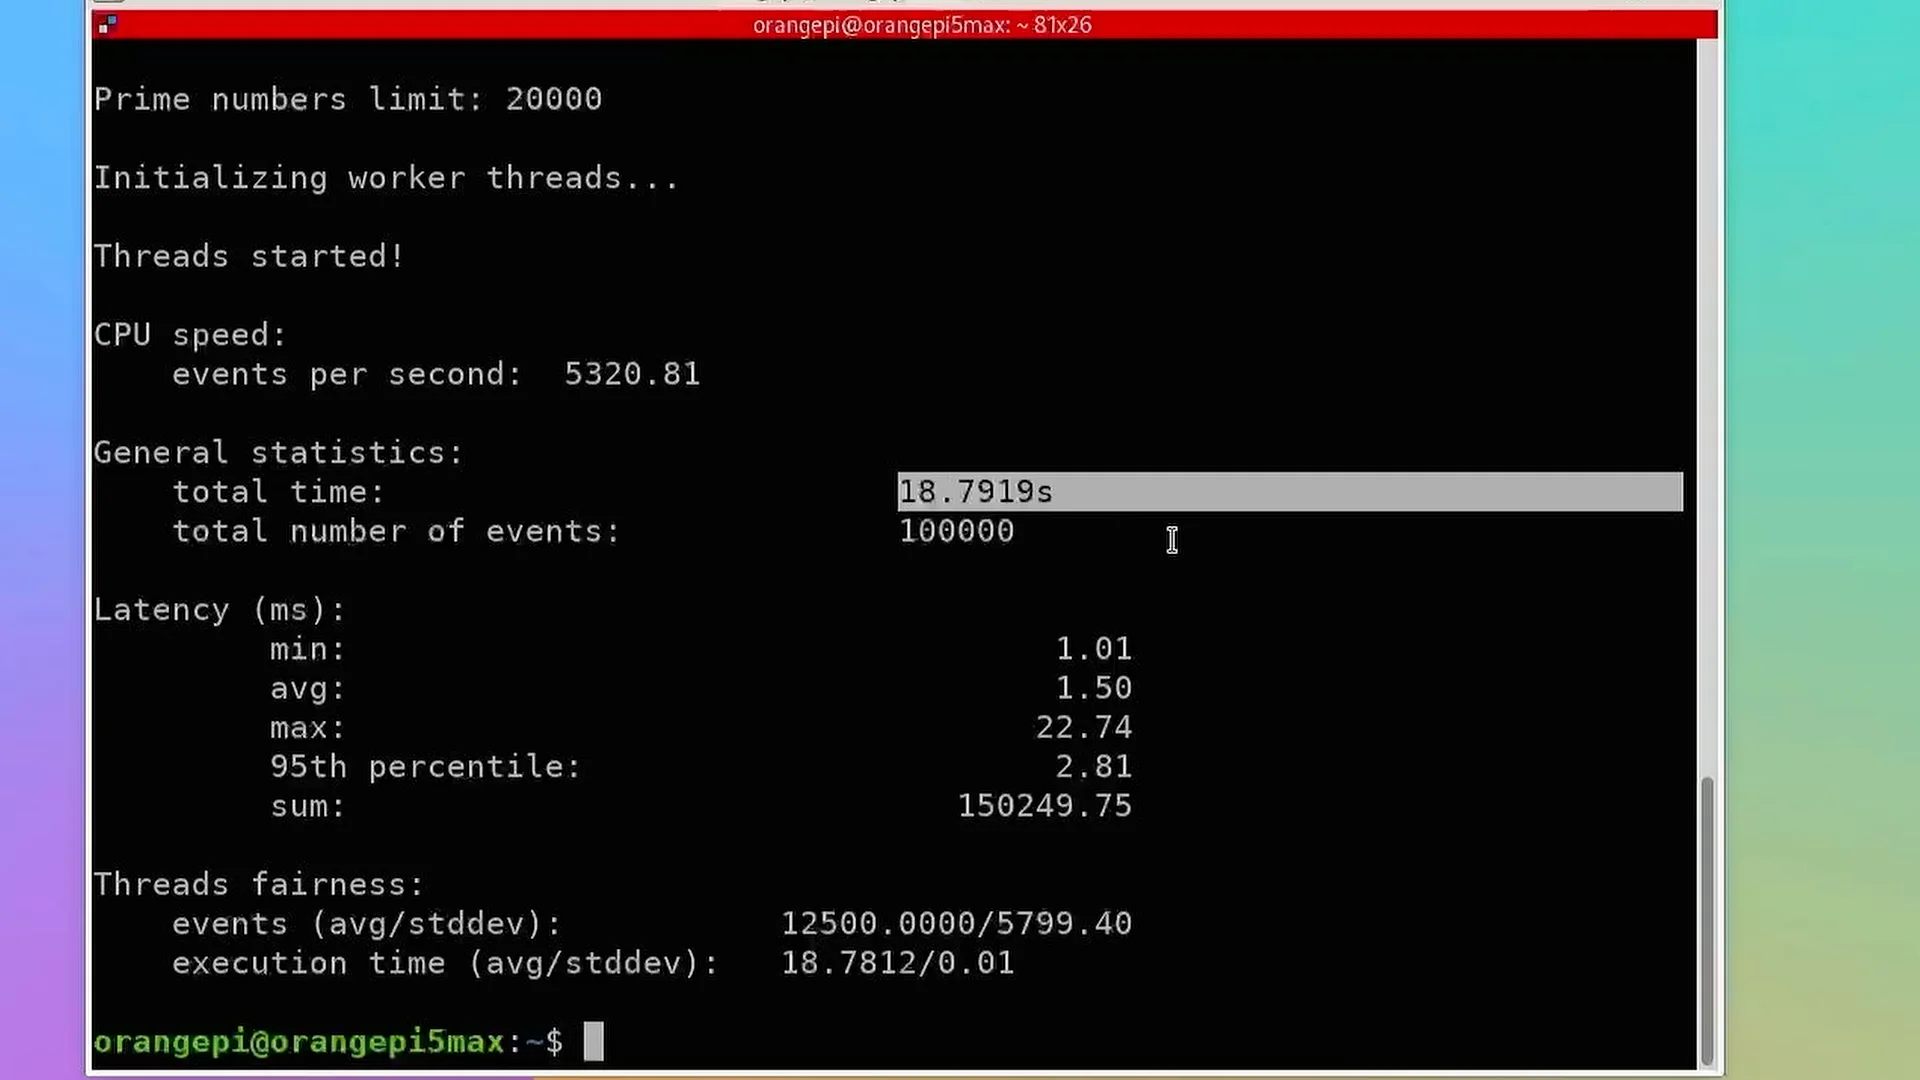 orangepi@orangepi5max: ~ 81x26
Prime numbers limit: 20000
Initializing worker threads...
Threads started!
CPU speed:
events per second: 5320.81
General statistics:
total time: 18.7919s
total number of events: 100000
Latency (ms):
min: 1.01
avg: 1.50
max: 22.74
95th percentile: 2.81
sum: 150249.75
Threads fairness:
events (avg/stddev): 12500.0000/5799.40
execution time (avg/stddev): 18.7812/0.01
orangepi@orangepi5max:~$